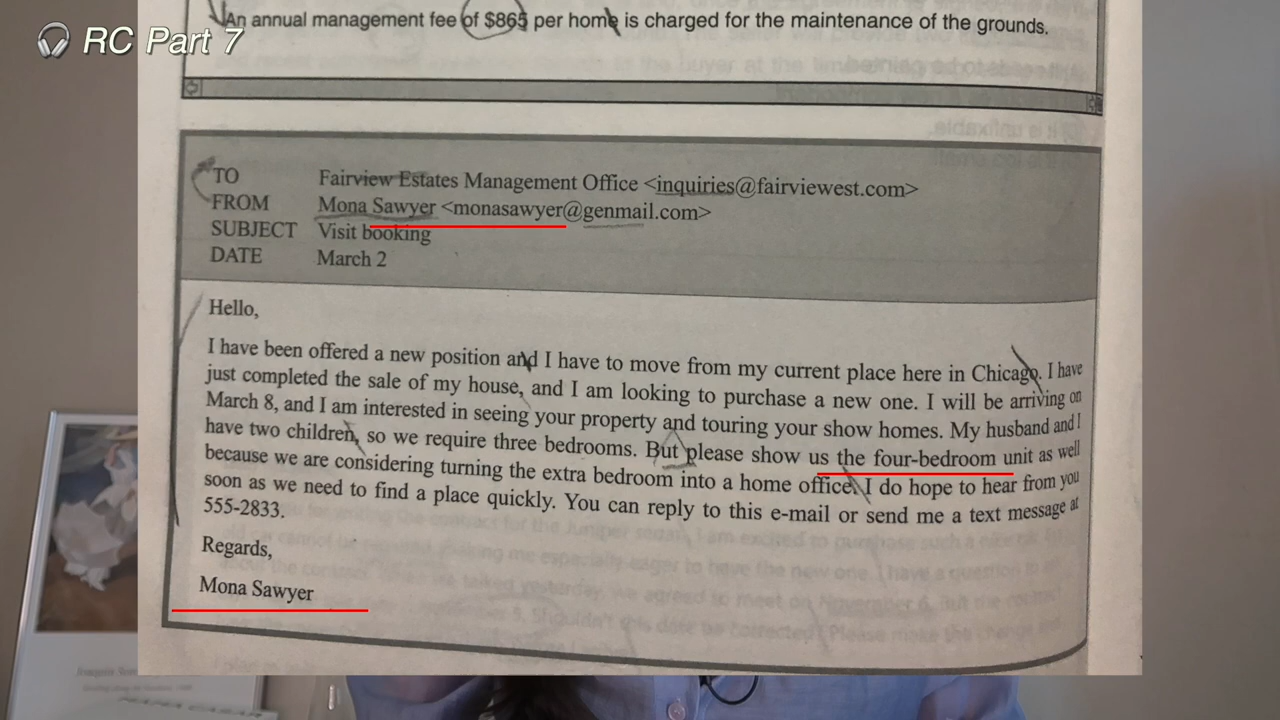 An annual management fee of $865 per home is charged for the maintenance of the grounds.
RC Part 7
TO Fairview Estates Management Office <inquiries@fairviewest.com>
FROM Mona Sawyer <monasawyer@genmail.com>
SUBJECT Visit booking
DATE March 2
Hello,
I have been offered a new position and I have to move from my current place here in Chicago. I have
just completed the sale of my house, and I am looking to purchase a new one. I will be arriving on
March 8, and I am interested in seeing your property and touring your show homes. My husband and I
have two children, so we require three bedrooms. But please show us the four-bedroom unit as well
because we are considering turning the extra bedroom into a home office. I do hope to hear from you
soon as we need to find a place quickly. You can reply to this e-mail or send me a text message at
555-2833.
Regards,
Mona Sawyer